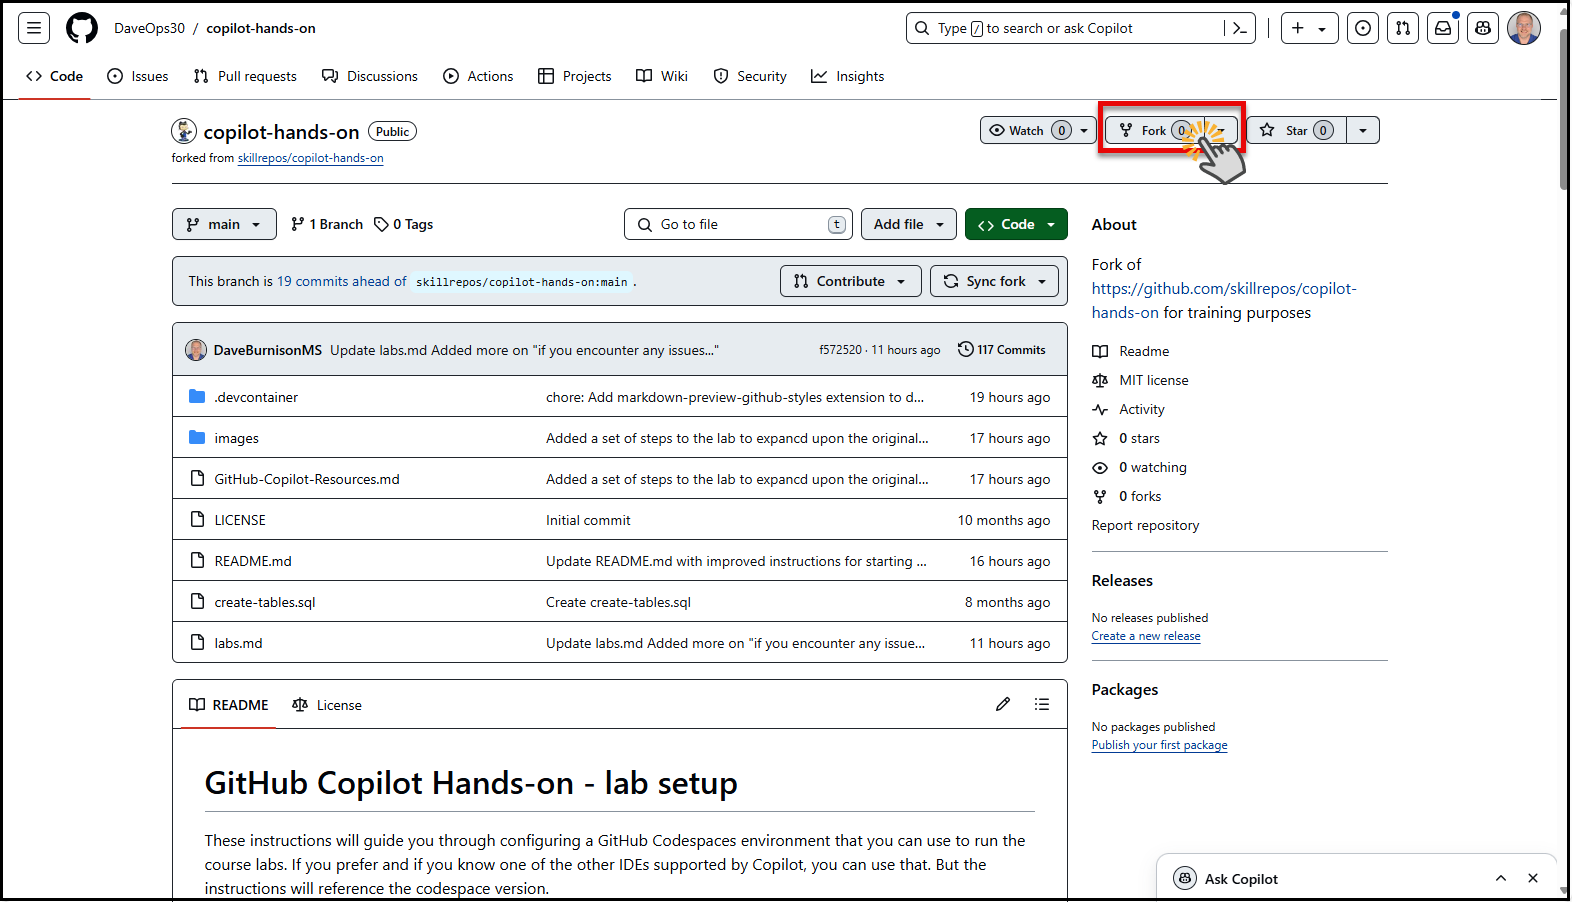 DaveOps30 / copilot-hands-on
Type / to search or ask Copilot
Code Issues Pull requests Discussions Actions Projects Wiki Security Insights
copilot-hands-on Public
Watch 0 Fork 0 Star 0
forked from skillrepos/copilot-hands-on
main 1 Branch 0 Tags Go to file t Add file Code
This branch is 19 commits ahead of skillrepos/copilot-hands-on:main . Contribute Sync fork
DaveBurnisonMS Update labs.md Added more on "if you encounter any issues..." f572520 · 11 hours ago 117 Commits
.devcontainer chore: Add markdown-preview-github-styles extension to d... 19 hours ago
images Added a set of steps to the lab to expancd upon the original... 17 hours ago
GitHub-Copilot-Resources.md Added a set of steps to the lab to expancd upon the original... 17 hours ago
LICENSE Initial commit 10 months ago
README.md Update README.md with improved instructions for starting ... 16 hours ago
create-tables.sql Create create-tables.sql 8 months ago
labs.md Update labs.md Added more on "if you encounter any issue... 11 hours ago
README License
GitHub Copilot Hands-on - lab setup
These instructions will guide you through configuring a GitHub Codespaces environment that you can use to run the
course labs. If you prefer and if you know one of the other IDEs supported by Copilot, you can use that. But the
instructions will reference the codespace version.
About
Fork of
https://github.com/skillrepos/copilot-
hands-on for training purposes
Readme
MIT license
Activity
0 stars
0 watching
0 forks
Report repository
Releases
No releases published
Create a new release
Packages
No packages published
Publish your first package
Ask Copilot